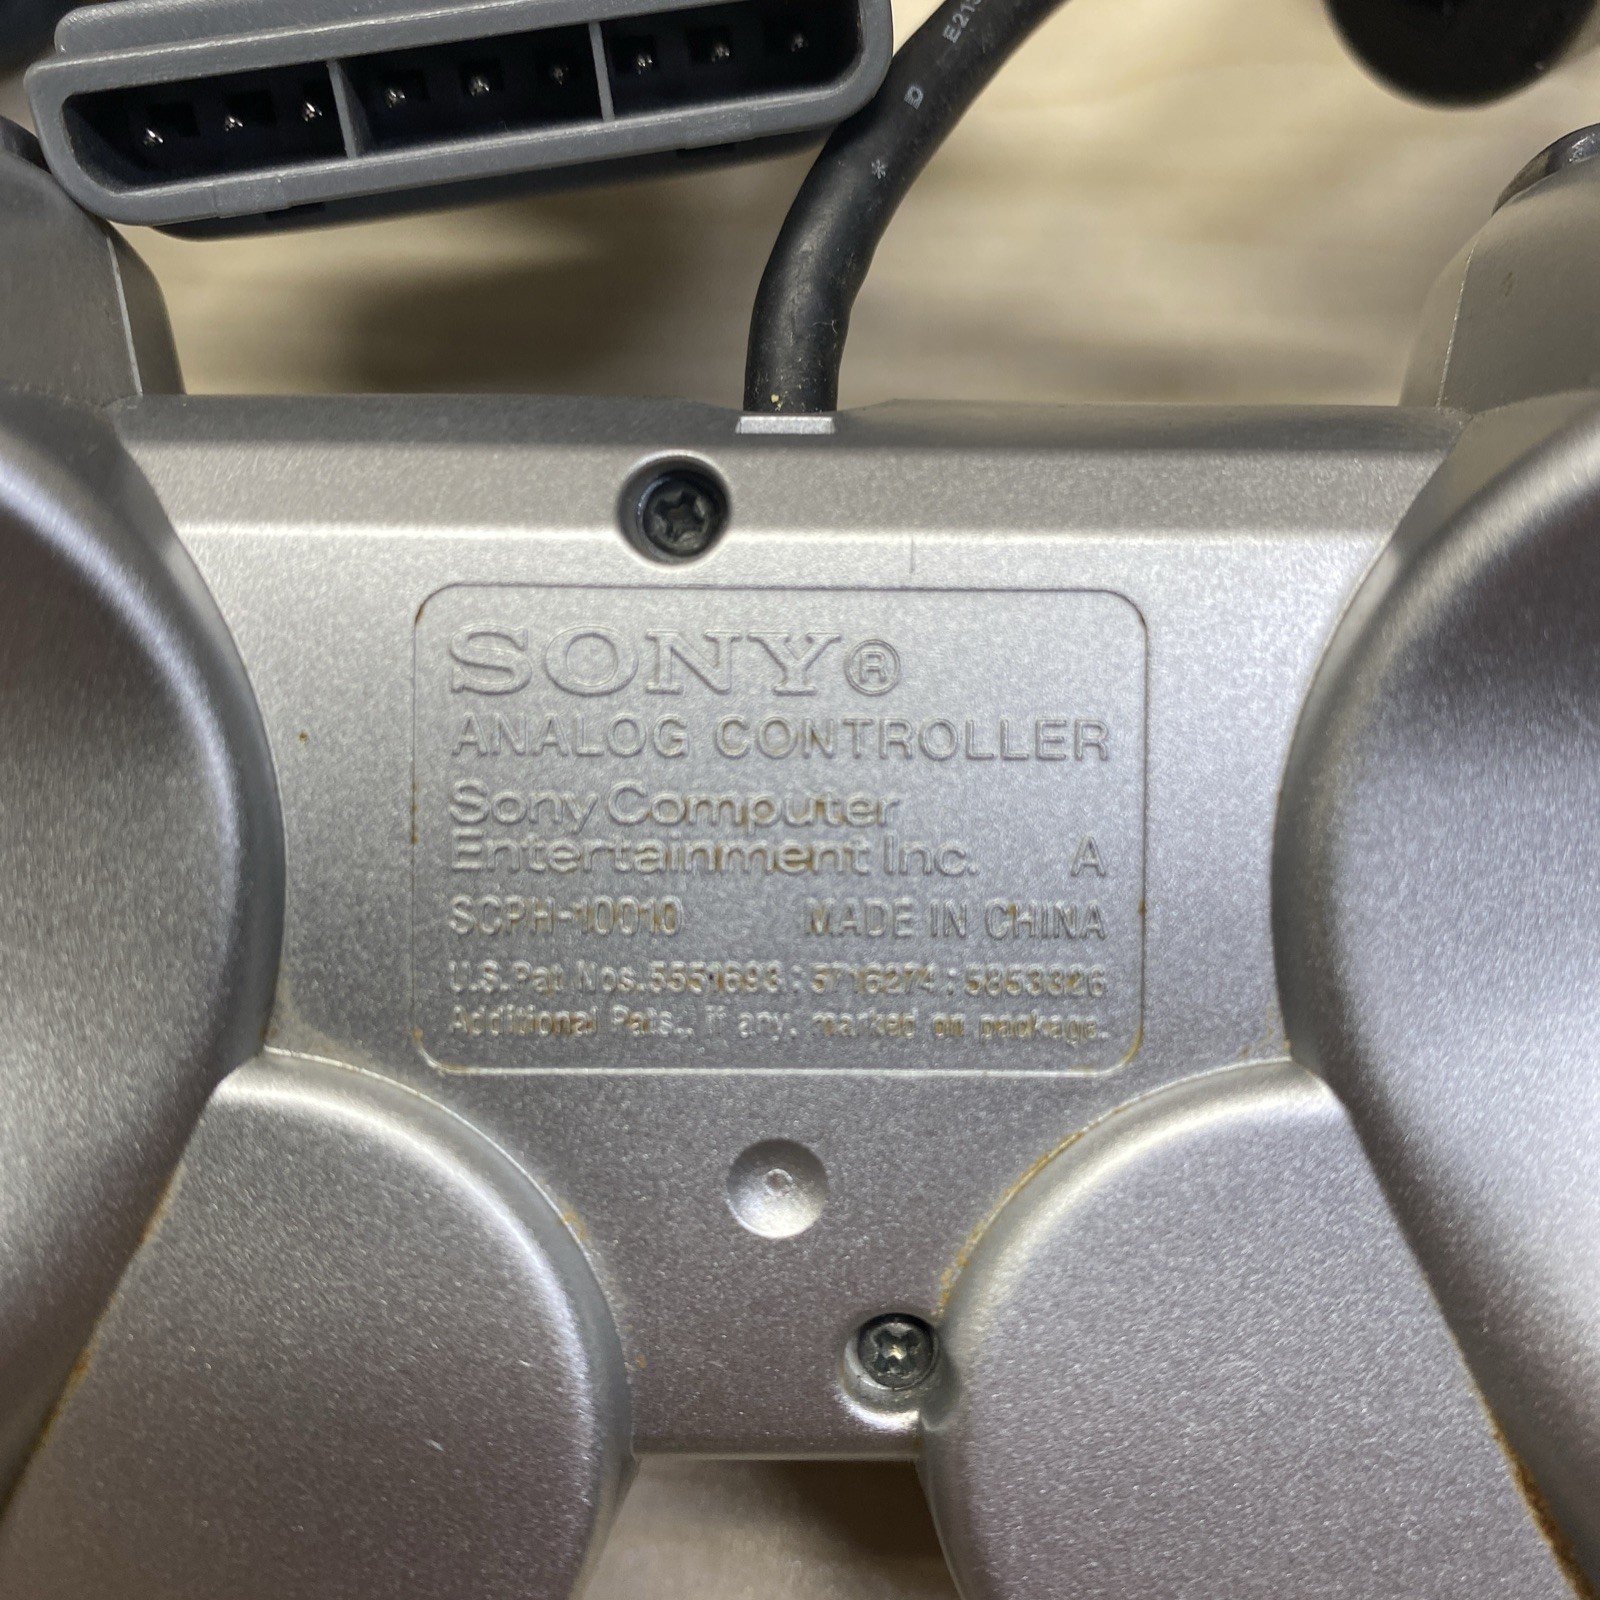 E21
D
*
SONY®
ANALOG CONTROLLER
Sony Computer
Entertainment Inc. A
SCPH-10010 MADE IN CHINA
U.S. Pat. Nos. 5551693; 5716274; 5853326
Additional Pats., if any, marked on package.